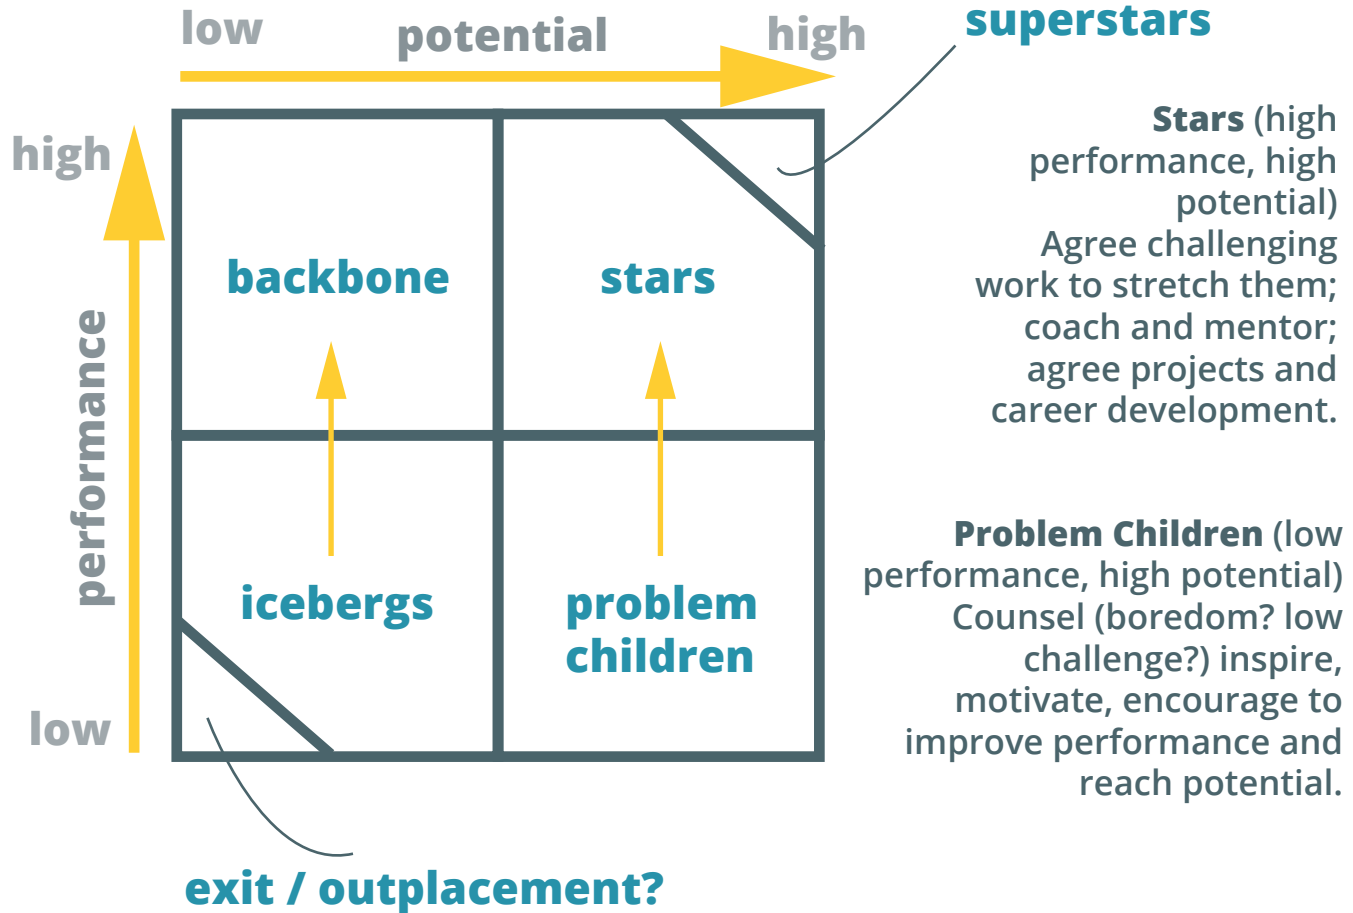 low
potential
high
superstars
high
performance
low
backbone
stars
icebergs
problem
children
exit / outplacement?
Stars (high
performance, high
potential)
Agree challenging
work to stretch them;
coach and mentor;
agree projects and
career development.
Problem Children (low
performance, high potential)
Counsel (boredom? low
challenge?) inspire,
motivate, encourage to
improve performance and
reach potential.